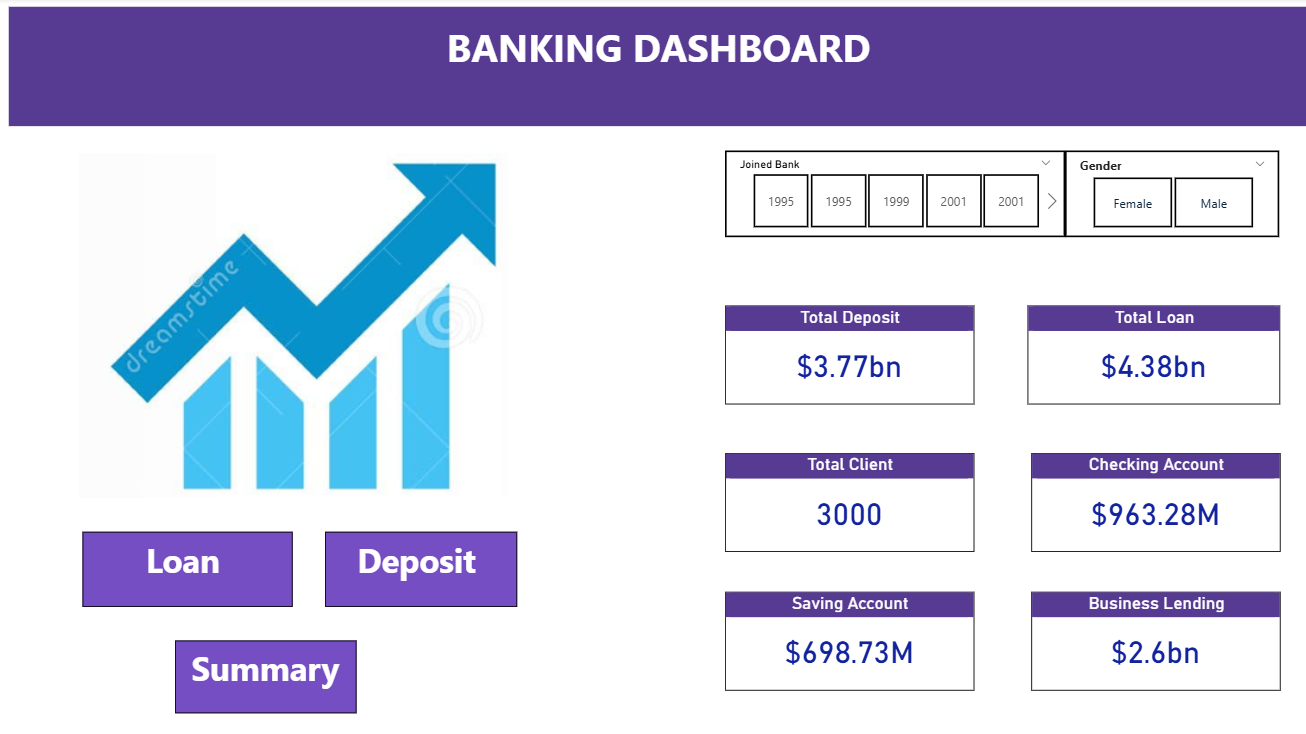 BANKING DASHBOARD
Joined Bank
1995 1995 1999 2001 2001
Gender
Female Male
dreamstime
Total Deposit
$3.77bn
Total Loan
$4.38bn
Total Client
3000
Checking Account
$963.28M
Saving Account
$698.73M
Business Lending
$2.6bn
Loan
Deposit
Summary